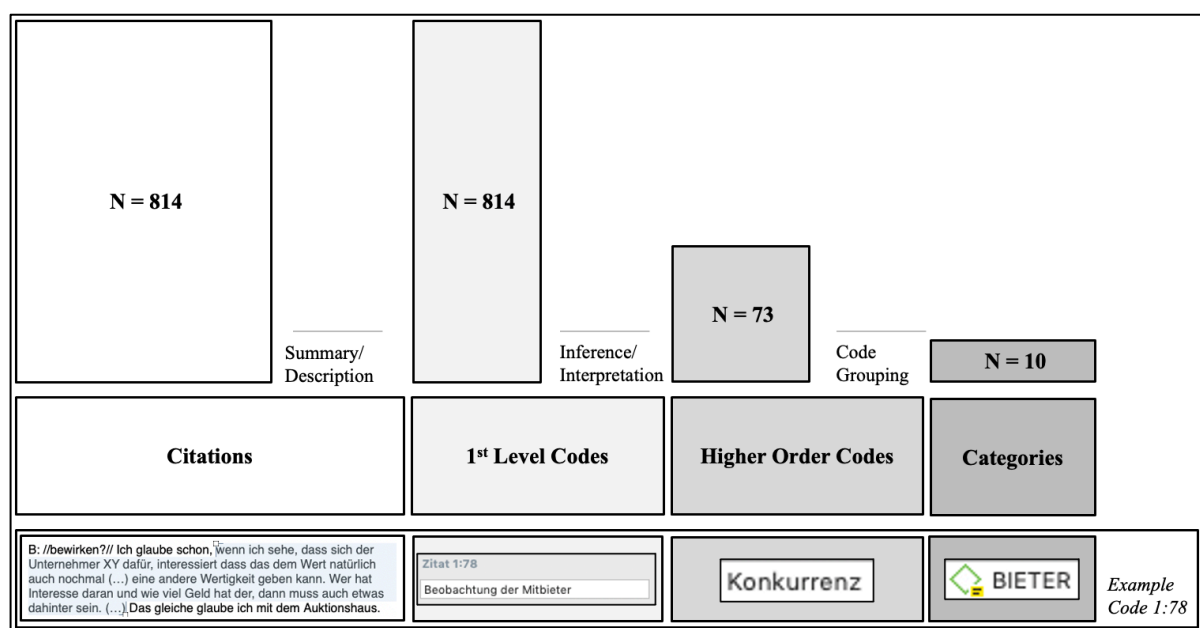 N = 814
N = 814
N = 73
N = 10
Summary/
Description
Inference/
Interpretation
Code
Grouping
Citations
1st Level Codes
Higher Order Codes
Categories
B: //bewirken?// Ich glaube schon, wenn ich sehe, dass sich der
Unternehmer XY dafür, interessiert dass das dem Wert natürlich
auch nochmal (…) eine andere Wertigkeit geben kann. Wer hat
Interesse daran und wie viel Geld hat der, dann muss auch etwas
dahinter sein. (…) Das gleiche glaube ich mit dem Auktionshaus.
Zitat 1:78
Beobachtung der Mitbieter
Konkurrenz
BIETER
Example
Code 1:78